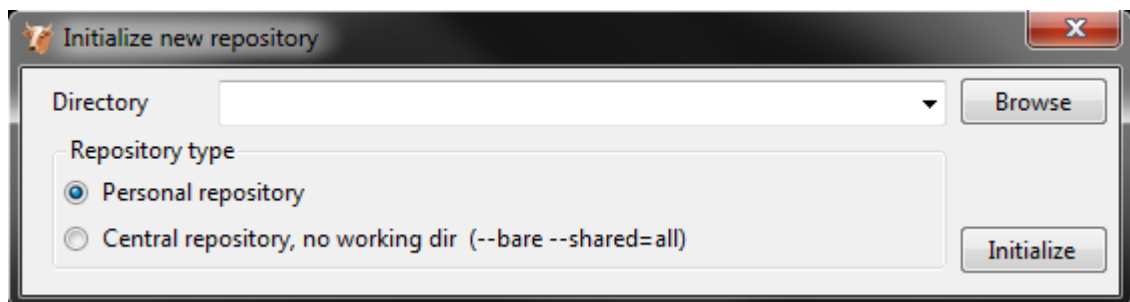 Initialize new repository
Directory
Browse
Repository type
Personal repository
Central repository, no working dir (--bare --shared=all)
Initialize